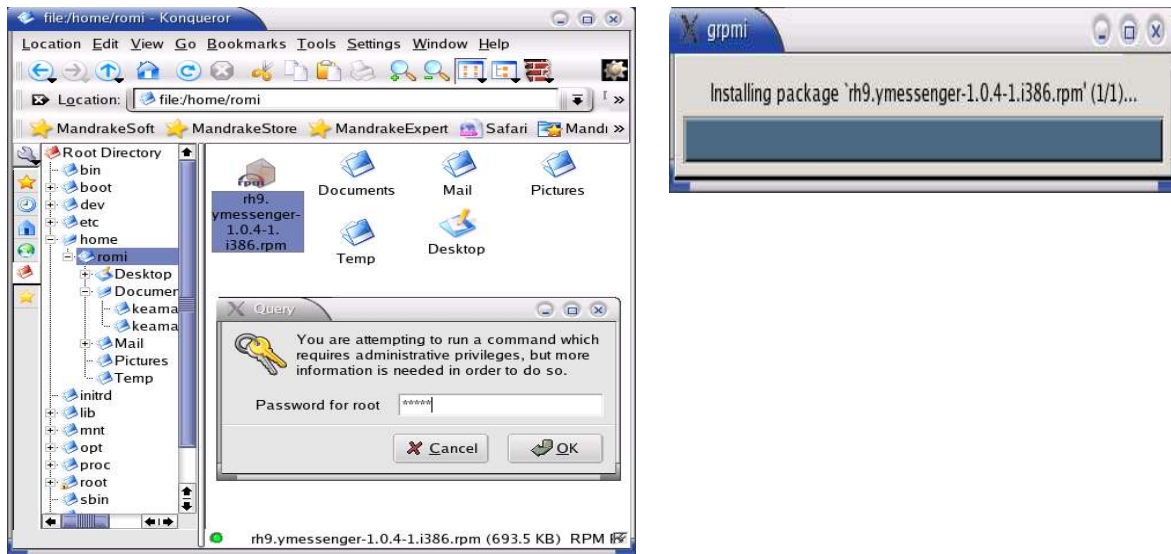 file:/home/romi - Konqueror
Location Edit View Go Bookmarks Tools Settings Window Help
Location: file:/home/romi
MandrakeSoft MandrakeStore MandrakeExpert Safari »
Root Directory
bin
boot
dev
etc
home
romi
Desktop
Documen
keama
keama
Mail
Pictures
Temp
initrd
lib
mnt
opt
proc
root
sbin
rpm
rh9.
ymessenger-
1.0.4-1.
i386.rpm
Documents
Mail
Pictures
Temp
Desktop
Query
You are attempting to run a command which
requires administrative privileges, but more
information is needed in order to do so.
Password for root *****
Cancel OK
rh9.ymessenger-1.0.4-1.i386.rpm (693.5 KB) RPM
grpmi
Installing package `rh9.ymessenger-1.0.4-1.i386.rpm' (1/1)...